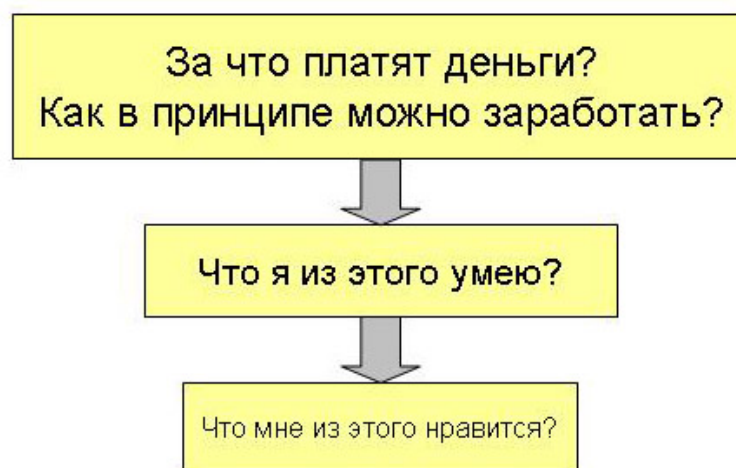 За что платят деньги?
Как в принципе можно заработать?
Что я из этого умею?
Что мне из этого нравится?